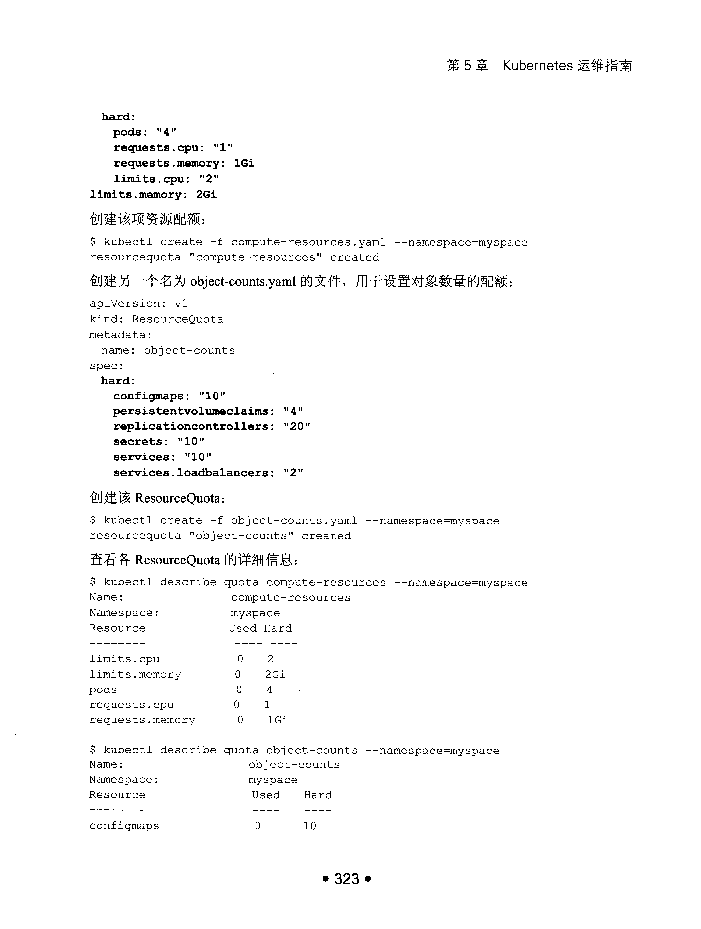 第 5 章 Kubernetes 运维指南
hard:
pods: "4"
requests.cpu: "1"
requests.memory: 1Gi
limits.cpu: "2"
limits.memory: 2Gi
创建该项资源配额：
$ kubectl create -f compute-resources.yaml --namespace=myspace
resourcequota "compute-resources" created
创建另一个名为 object-counts.yaml 的文件，用于设置对象数量的配额：
apiVersion: v1
kind: ResourceQuota
metadata:
name: object-counts
spec:
hard:
configmaps: "10"
persistentvolumeclaims: "4"
replicationcontrollers: "20"
secrets: "10"
services: "10"
services.loadbalancers: "2"
创建该 ResourceQuota：
$ kubectl create -f object-counts.yaml --namespace=myspace
resourcequota "object-counts" created
查看各 ResourceQuota 的详细信息：
$ kubectl describe quota compute-resources --namespace=myspace
Name: compute-resources
Namespace: myspace
Resource Used Hard
-------- ---- ----
limits.cpu 0 2
limits.memory 0 2Gi
pods 0 4
requests.cpu 0 1
requests.memory 0 1Gi
$ kubectl describe quota object-counts --namespace=myspace
Name: object-counts
Namespace: myspace
Resource Used Hard
-------- ---- ----
configmaps 0 10
• 323 •